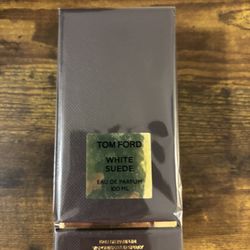 TOM FORD
WHITE
SUEDE
EAU DE PARFUM
100 ML